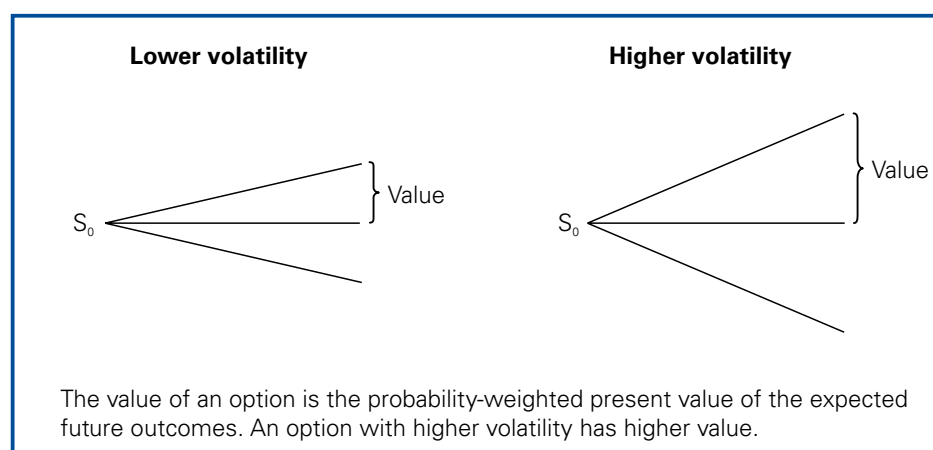 Lower volatility
Higher volatility
Value
Value
S₀
S₀
The value of an option is the probability-weighted present value of the expected
future outcomes. An option with higher volatility has higher value.